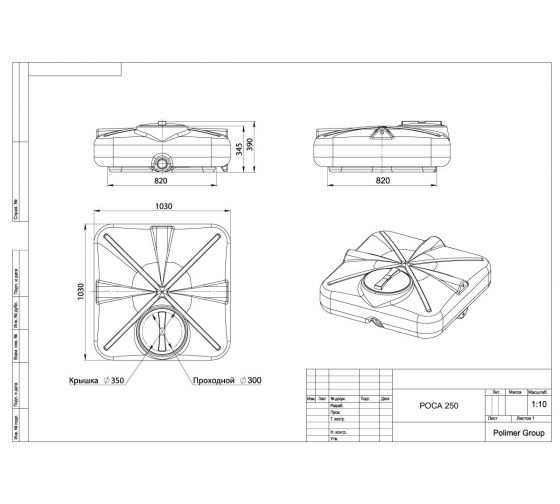 345
390
820
820
1030
1030
Крышка ∅350
Проходной ∅300
Справ. №
Подп. и дата
Инв. № дубл.
Взам. инв. №
Подп. и дата
Инв. № подл.
Изм. Лист № докум. Подп. Дата
Разраб.
Пров.
Т. контр.
Н. контр.
Утв.
РОСА 250
Лит. Масса Масштаб
1:10
Лист Листов 1
Polimer Group